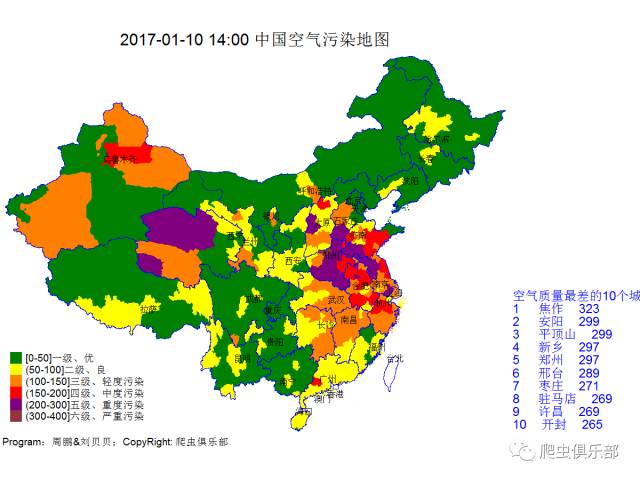 2017-01-10 14:00 中国空气污染地图
乌鲁木齐
哈尔滨
长春
沈阳
呼和浩特
北京
银川
太原
石家庄
济南
西宁
兰州
郑州
西安
南京
合肥
上海
拉萨
成都
武汉
杭州
重庆
长沙
南昌
贵阳
福州
昆明
台北
南宁
广州
香港
澳门
海口
空气质量最差的10个城
1 焦作 323
2 安阳 299
3 平顶山 299
4 新乡 297
5 郑州 297
6 邢台 289
7 枣庄 271
8 驻马店 269
9 许昌 269
10 开封 265
[0-50]一级、优
(50-100]二级、良
(100-150]三级、轻度污染
(150-200]四级、中度污染
(200-300]五级、重度污染
(300-400]六级、严重污染
Program：周鹏&刘贝贝；CopyRight: 爬虫俱乐部
爬虫俱乐部